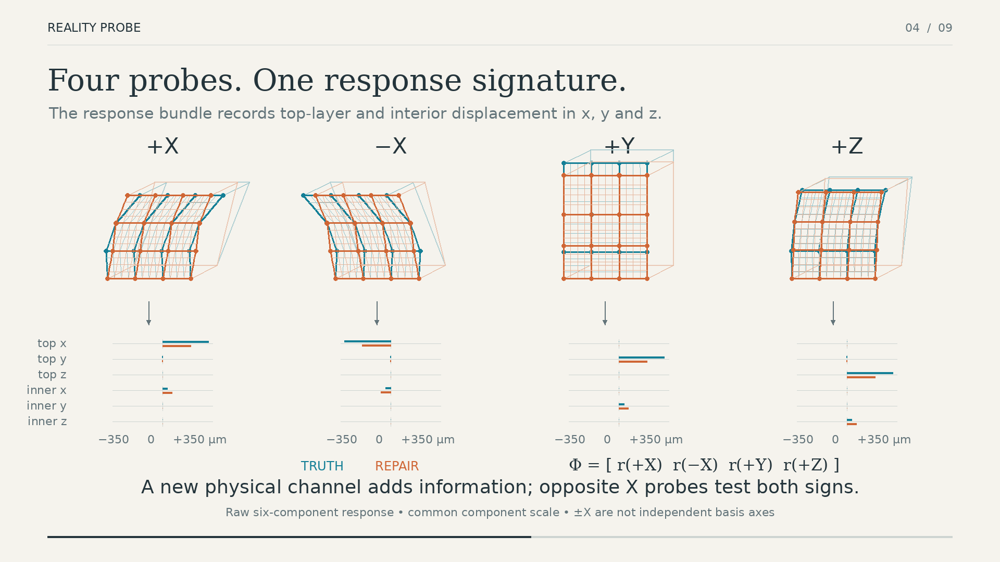 REALITY PROBE
04 / 09
Four probes. One response signature.
The response bundle records top-layer and interior displacement in x, y and z.
+X
−X
+Y
+Z
top x
top y
top z
inner x
inner y
inner z
−350 0 +350 μm
−350 0 +350 μm
−350 0 +350 μm
−350 0 +350 μm
TRUTH REPAIR
Φ = [ r(+X) r(−X) r(+Y) r(+Z) ]
A new physical channel adds information; opposite X probes test both signs.
Raw six-component response • common component scale • ±X are not independent basis axes